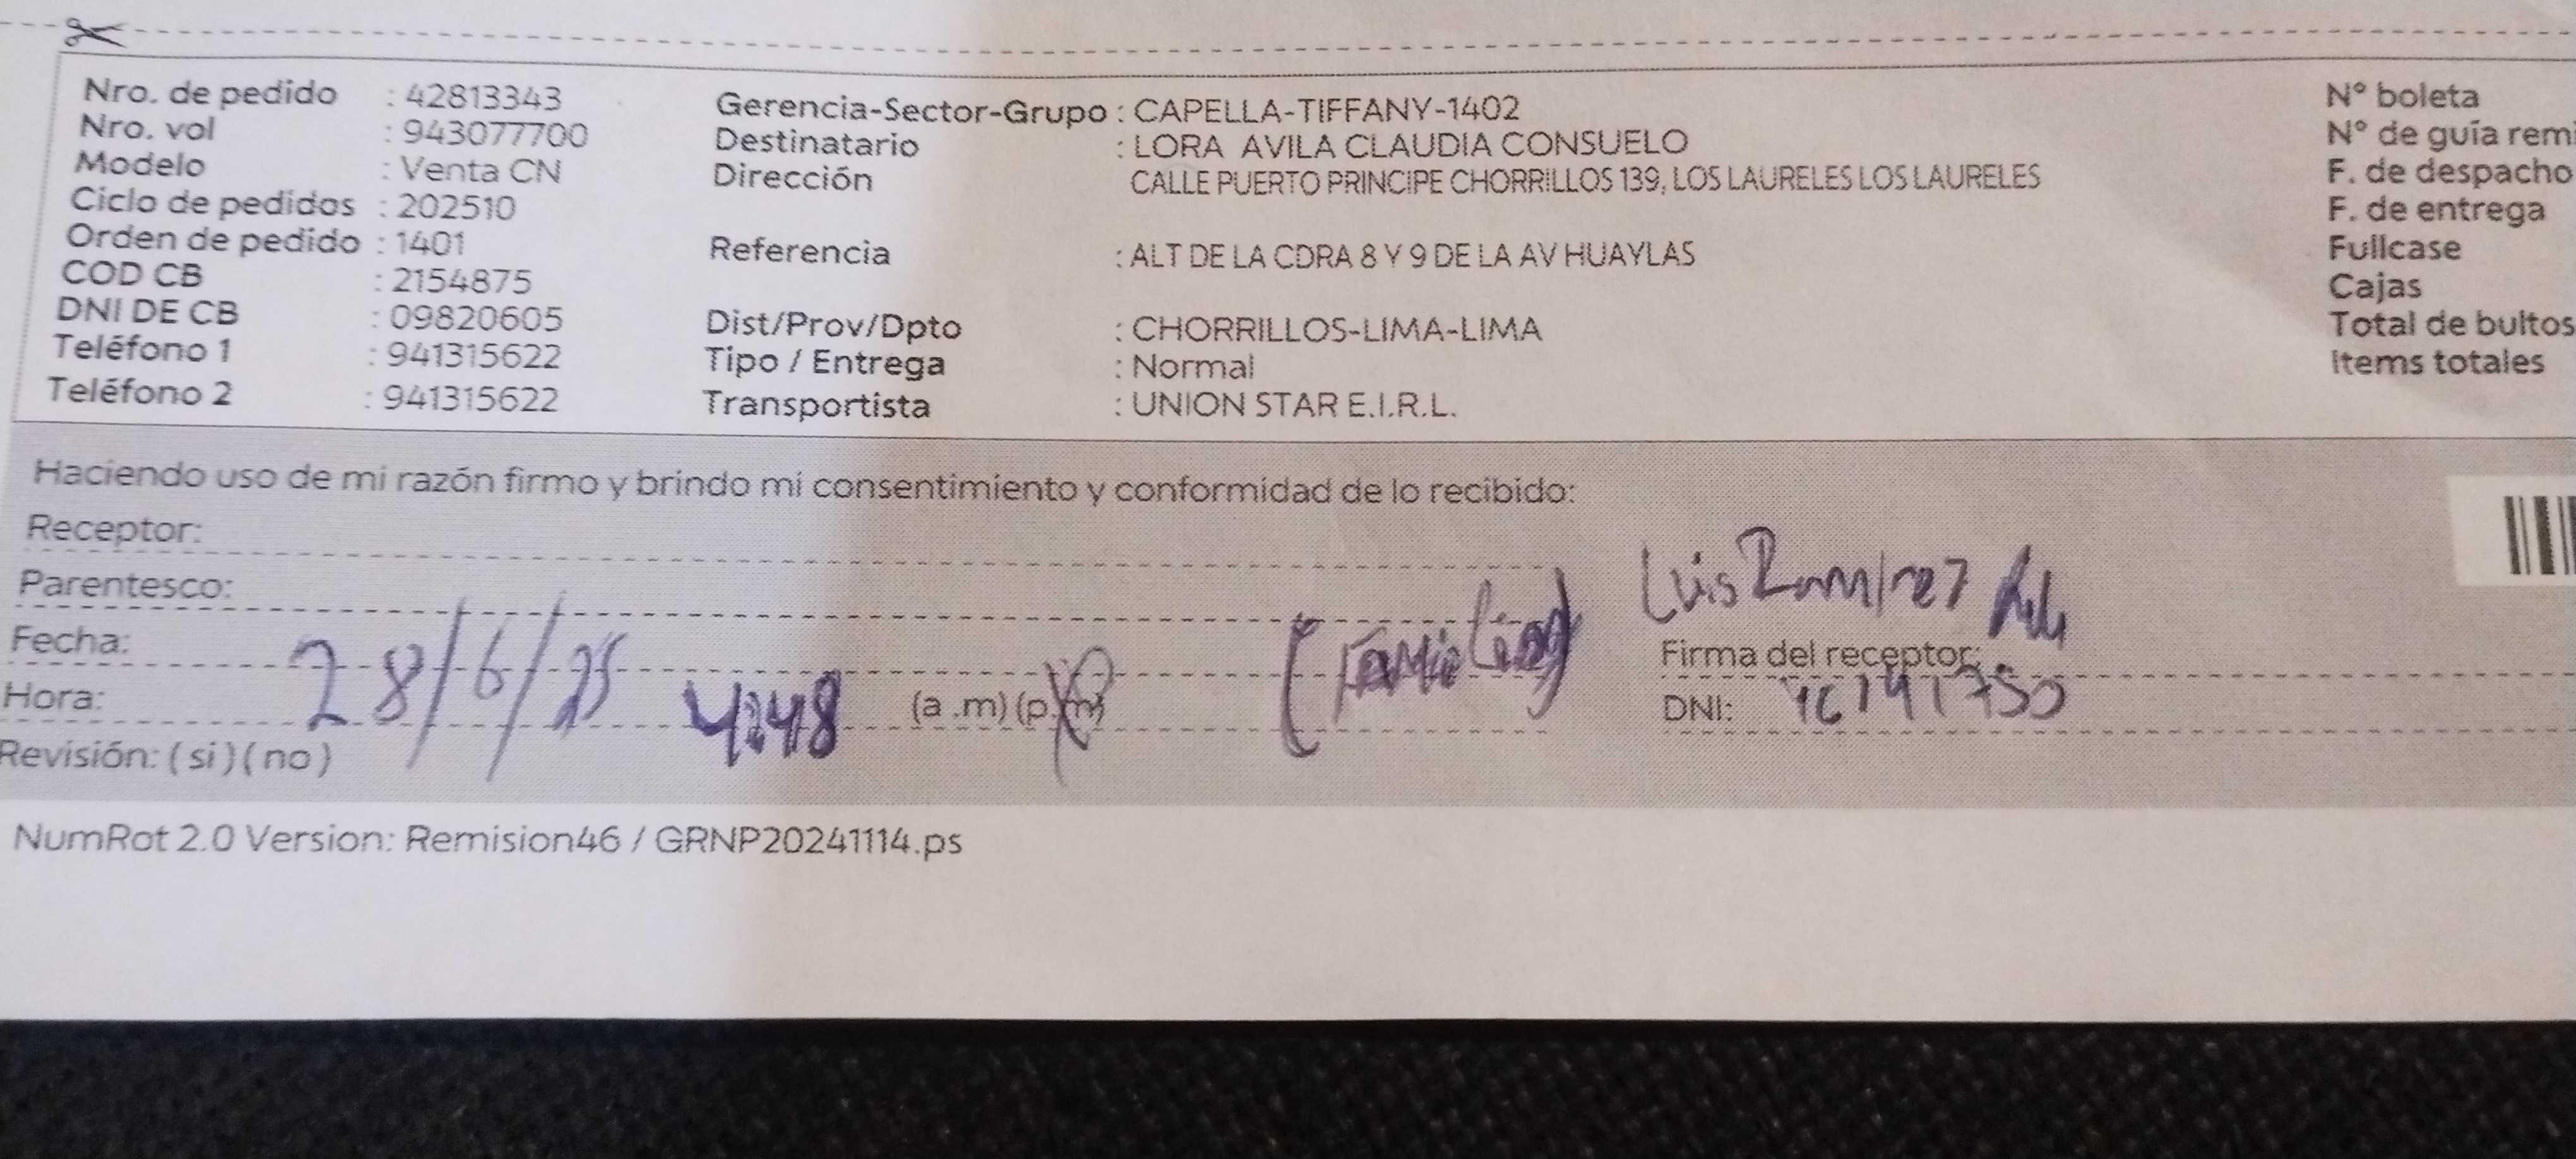 Nro. de pedido : 42813343
Nro. vol : 943077700
Modelo : Venta CN
Ciclo de pedidos : 202510
Orden de pedido : 1401
COD CB : 2154875
DNI DE CB : 09820605
Teléfono 1 : 941315622
Teléfono 2 : 941315622
Gerencia-Sector-Grupo : CAPELLA-TIFFANY-1402
Destinatario : LORA AVILA CLAUDIA CONSUELO
Dirección CALLE PUERTO PRINCIPE CHORRILLOS 139, LOS LAURELES LOS LAURELES
Referencia : ALT DE LA CDRA 8 Y 9 DE LA AV HUAYLAS
Dist/Prov/Dpto : CHORRILLOS-LIMA-LIMA
Tipo / Entrega : Normal
Transportista : UNION STAR E.I.R.L.
N° boleta
N° de guía remi
F. de despacho
F. de entrega
Fullcase
Cajas
Total de bultos
Items totales
Haciendo uso de mi razón firmo y brindo mi consentimiento y conformidad de lo recibido:
Receptor:
Parentesco:
Fecha: 28/6/25
Hora: 4:48 (a .m) (p.m)
Revisión: ( si ) ( no )
Luis Ramirez
Firma del receptor:
DNI:
NumRot 2.0 Version: Remision46 / GRNP20241114.ps